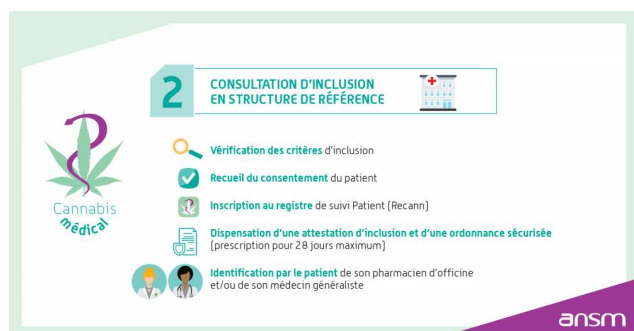 2
CONSULTATION D'INCLUSION
EN STRUCTURE DE RÉFÉRENCE
Cannabis
médical
Vérification des critères d'inclusion
Recueil du consentement du patient
Inscription au registre de suivi Patient (Recann)
Dispensation d'une attestation d'inclusion et d'une ordonnance sécurisée
(prescription pour 28 jours maximum)
Identification par le patient de son pharmacien d'officine
et/ou de son médecin généraliste
ansm